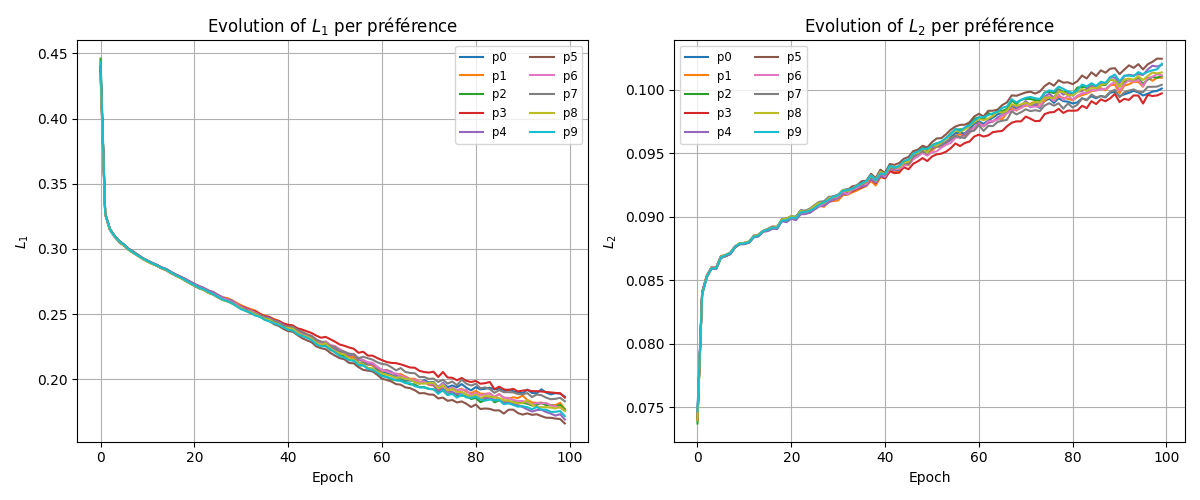 Evolution of L₁ per préférence
0.45
0.40
0.35
0.30
0.25
0.20
L₁
0 20 40 60 80 100
Epoch
p0 p5
p1 p6
p2 p7
p3 p8
p4 p9
Evolution of L₂ per préférence
0.100
0.095
0.090
0.085
0.080
0.075
L₂
0 20 40 60 80 100
Epoch
p0 p5
p1 p6
p2 p7
p3 p8
p4 p9